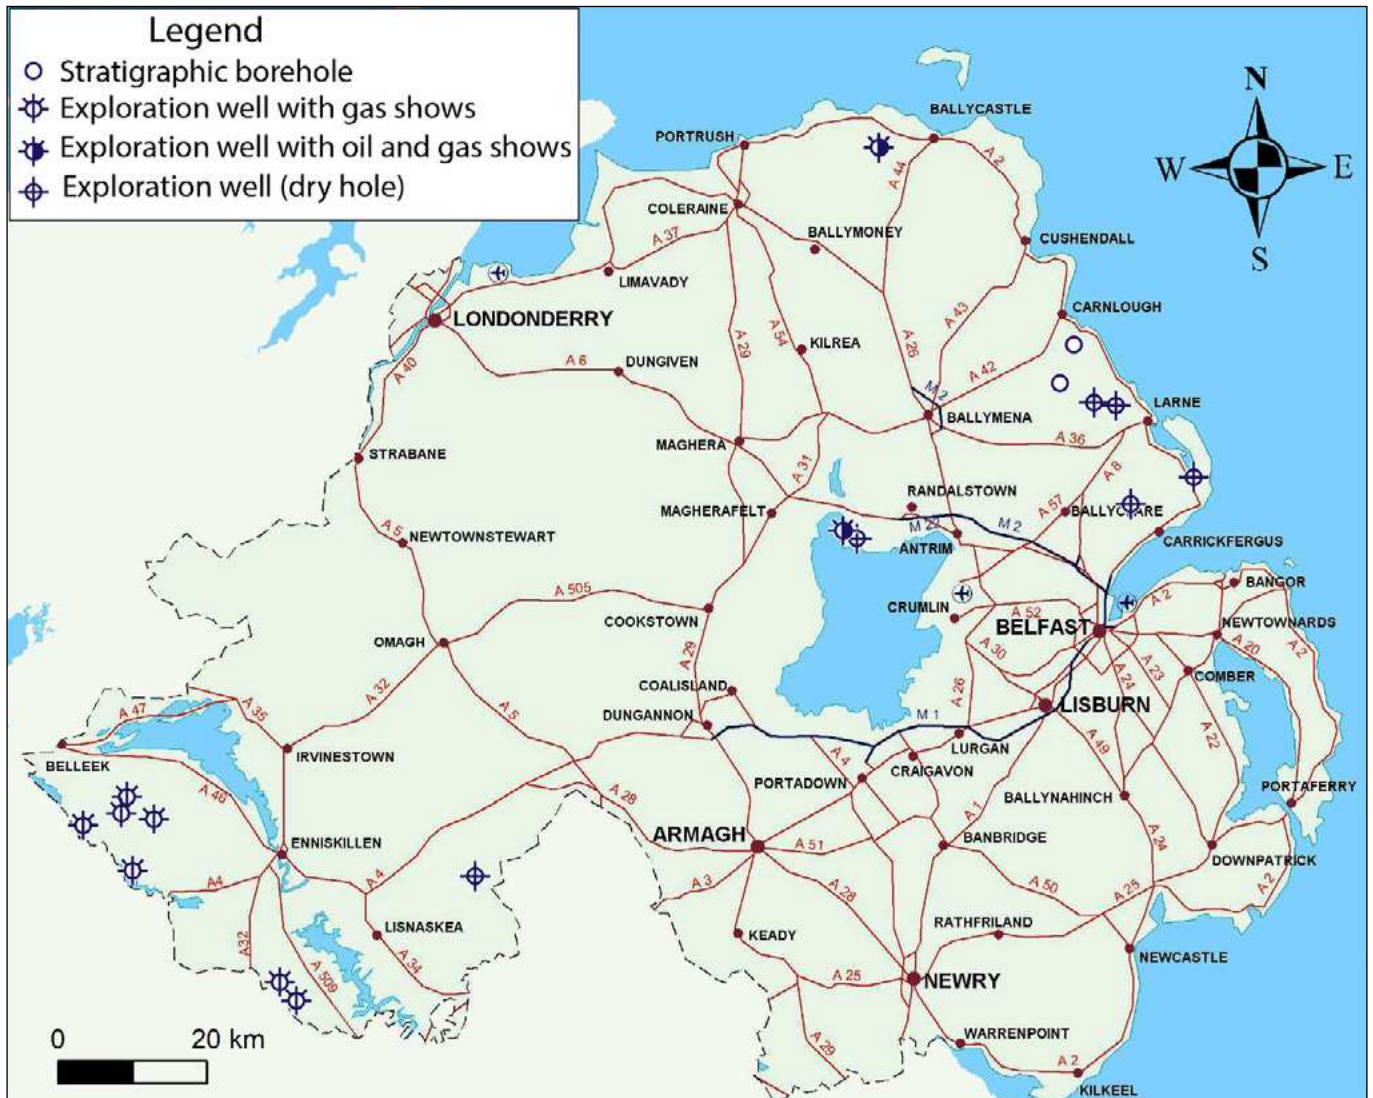 Legend
Stratigraphic borehole
Exploration well with gas shows
Exploration well with oil and gas shows
Exploration well (dry hole)
N
W
E
S
BALLYCASTLE
PORTRUSH
A 2
A 44
COLERAINE
BALLYMONEY
CUSHENDALL
A 37
LIMAVADY
CARNLOUGH
LONDONDERRY
A 43
A 29
A 54
KILREA
A 26
A 6
DUNGIVEN
A 40
A 42
M 2
LARNE
BALLYMENA
A 36
MAGHERA
STRABANE
A 31
A 8
RANDALSTOWN
MAGHERAFELT
A 57
BALLYCLARE
A 5
NEWTOWNSTEWART
M 22
M 2
ANTRIM
CARRICKFERGUS
A 505
BANGOR
CRUMLIN
A 52
A 2
COOKSTOWN
BELFAST
NEWTOWNARDS
OMAGH
A 29
A 30
A 20
A 2
A 24
A 23
COMBER
A 32
COALISLAND
A 26
LISBURN
A 47
A 35
A 5
DUNGANNON
M 1
A 22
LURGAN
A 49
BELLEEK
IRVINESTOWN
A 4
CRAIGAVON
PORTADOWN
PORTAFERRY
A 46
A 28
BALLYNAHINCH
A 1
ARMAGH
ENNISKILLEN
A 51
BANBRIDGE
A 24
DOWNPATRICK
A4
A 4
A 3
A 28
A 50
A 25
A 2
LISNASKEA
KEADY
RATHFRILAND
A32
A 34
NEWCASTLE
A 509
A 25
NEWRY
0
20 km
A 29
WARRENPOINT
A 2
KILKEEL